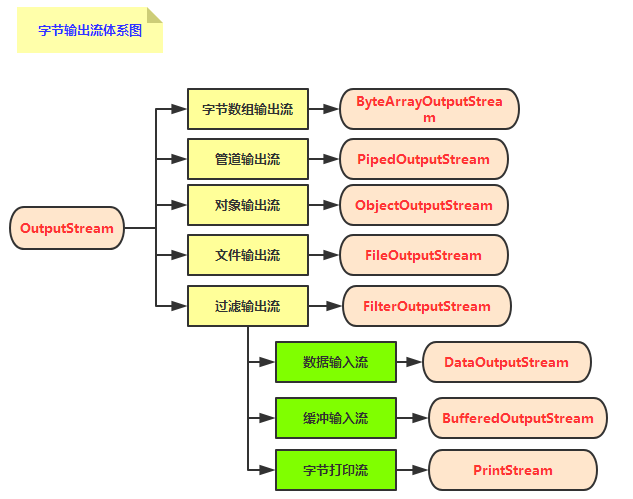 字节输出流体系图
字节数组输出流
ByteArrayOutputStrea
m
管道输出流
PipedOutputStream
对象输出流
ObjectOutputStream
OutputStream
文件输出流
FileOutputStream
过滤输出流
FilterOutputStream
数据输入流
DataOutputStream
缓冲输入流
BufferedOutputStream
字节打印流
PrintStream